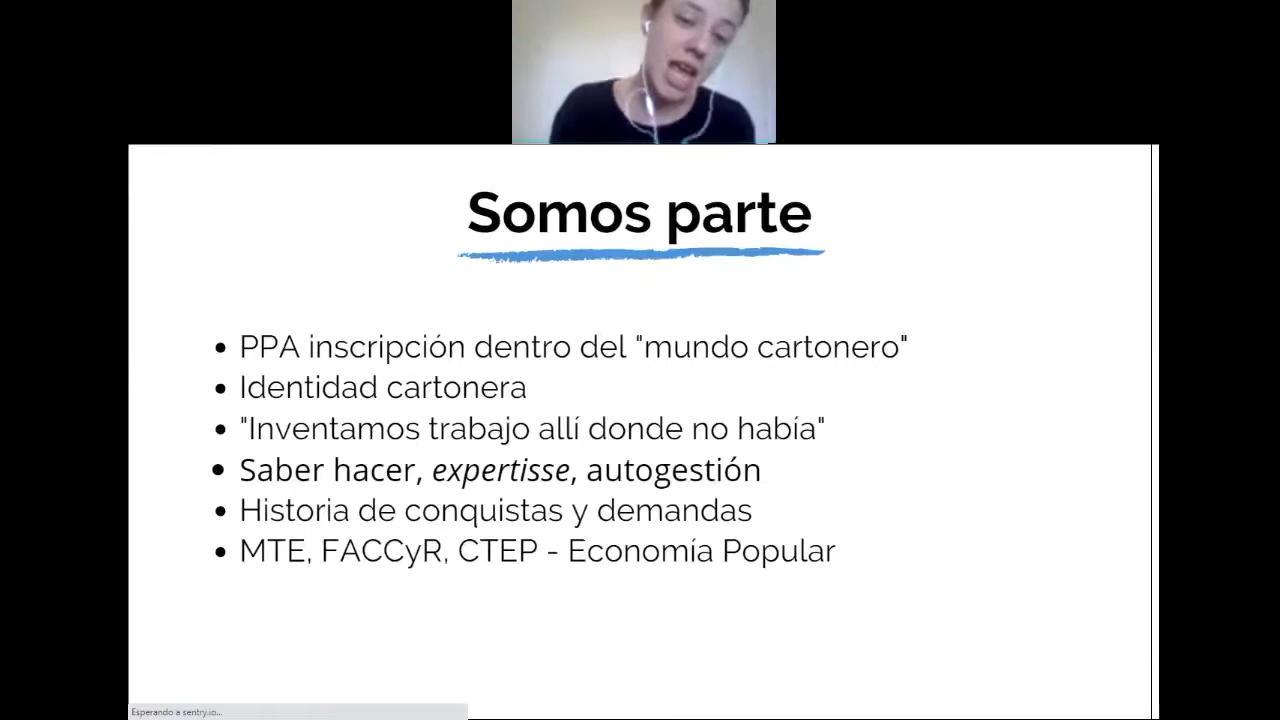 Somos parte
• PPA inscripción dentro del "mundo cartonero"
• Identidad cartonera
• "Inventamos trabajo allí donde no había"
• Saber hacer, expertisse, autogestión
• Historia de conquistas y demandas
• MTE, FACCyR, CTEP - Economía Popular
Esperando a sentry.io...